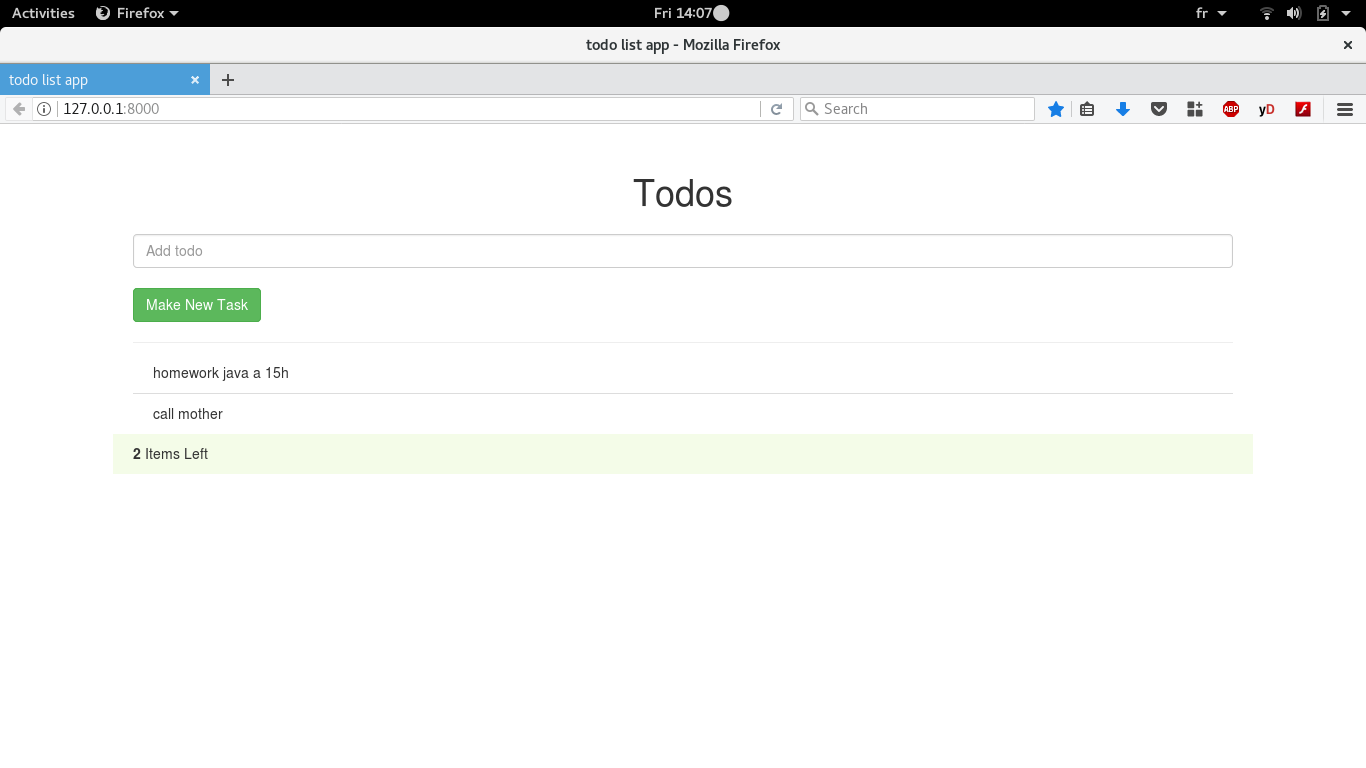 Activities Firefox Fri 14:07 fr
todo list app - Mozilla Firefox
todo list app
127.0.0.1:8000 Search ABP yD
Todos
Add todo
Make New Task
homework java a 15h
call mother
2 Items Left